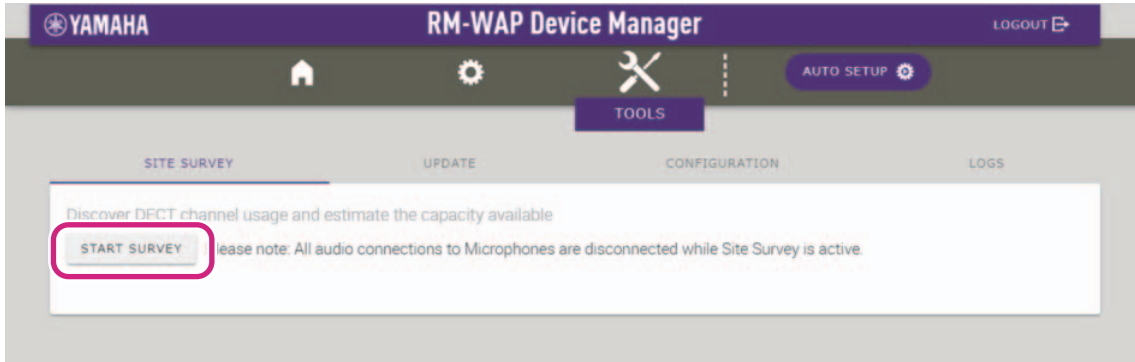 YAMAHA
RM-WAP Device Manager
LOGOUT
AUTO SETUP
TOOLS
SITE SURVEY
UPDATE
CONFIGURATION
LOGS
Discover DECT channel usage and estimate the capacity available
START SURVEY
lease note: All audio connections to Microphones are disconnected while Site Survey is active.